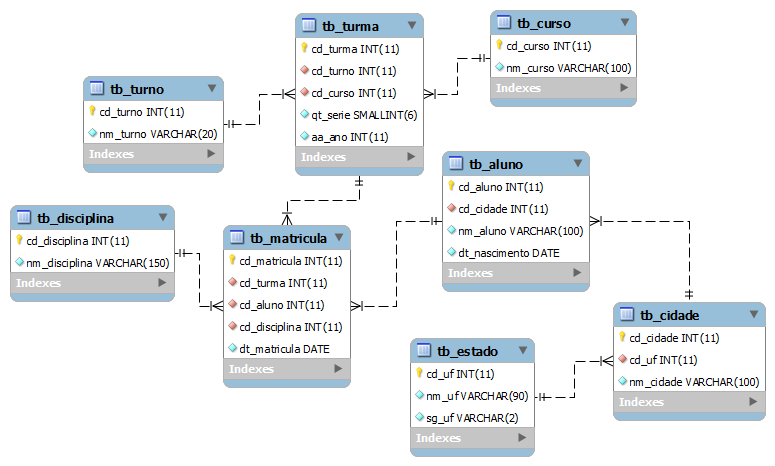 tb_turma
cd_turma INT(11)
cd_turno INT(11)
cd_curso INT(11)
qt_serie SMALLINT(6)
aa_ano INT(11)
Indexes
tb_curso
cd_curso INT(11)
nm_curso VARCHAR(100)
Indexes
tb_turno
cd_turno INT(11)
nm_turno VARCHAR(20)
Indexes
tb_aluno
cd_aluno INT(11)
cd_cidade INT(11)
nm_aluno VARCHAR(100)
dt_nascimento DATE
Indexes
tb_disciplina
cd_disciplina INT(11)
nm_disciplina VARCHAR(150)
Indexes
tb_matricula
cd_matricula INT(11)
cd_turma INT(11)
cd_aluno INT(11)
cd_disciplina INT(11)
dt_matricula DATE
Indexes
tb_cidade
cd_cidade INT(11)
cd_uf INT(11)
nm_cidade VARCHAR(100)
Indexes
tb_estado
cd_uf INT(11)
nm_uf VARCHAR(90)
sg_uf VARCHAR(2)
Indexes